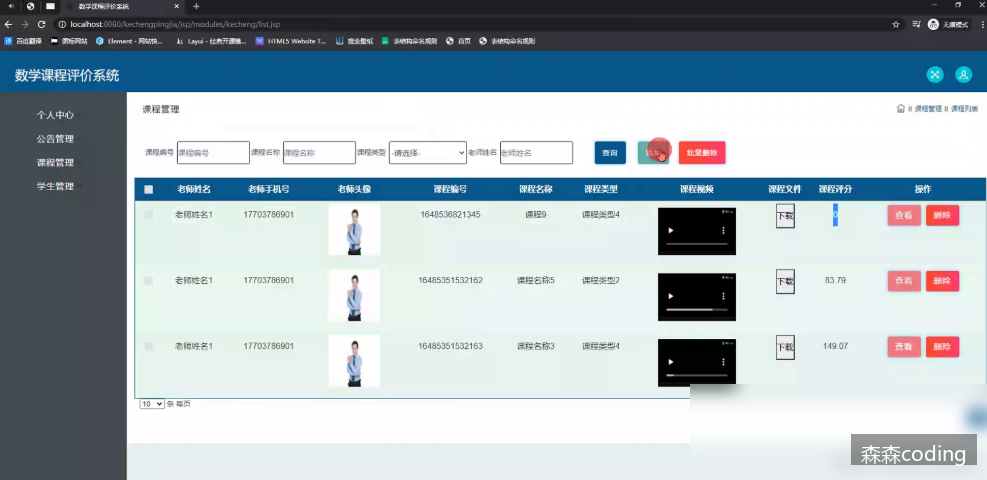 数学课程评价系统
localhost:8080/kechengpingjia/jsp/modules/kecheng/list.jsp
无痕模式
百度翻译 图标网站 Element - 网站快... Layui - 经典开源模... HTML5 Website T... 搜索壁纸 表结构命名规则 首页 表结构命名规则
数学课程评价系统
个人中心
公告管理
课程管理
学生管理
课程管理
课程管理 课程列表
课程编号 课程编号 课程名称 课程名称 课程类型 -请选择- 老师姓名 老师姓名 查询 批量删除
老师姓名 老师手机号 老师头像 课程编号 课程名称 课程类型 课程视频 课程文件 课程评分 操作
老师姓名1 17703786901 1648536821345 课程9 课程类型4 下载 0 查看 删除
老师姓名1 17703786901 16485351532162 课程名称5 课程类型2 下载 83.79 查看 删除
老师姓名1 17703786901 16485351532163 课程名称3 课程类型4 下载 149.07 查看 删除
10 条 每页
森森coding